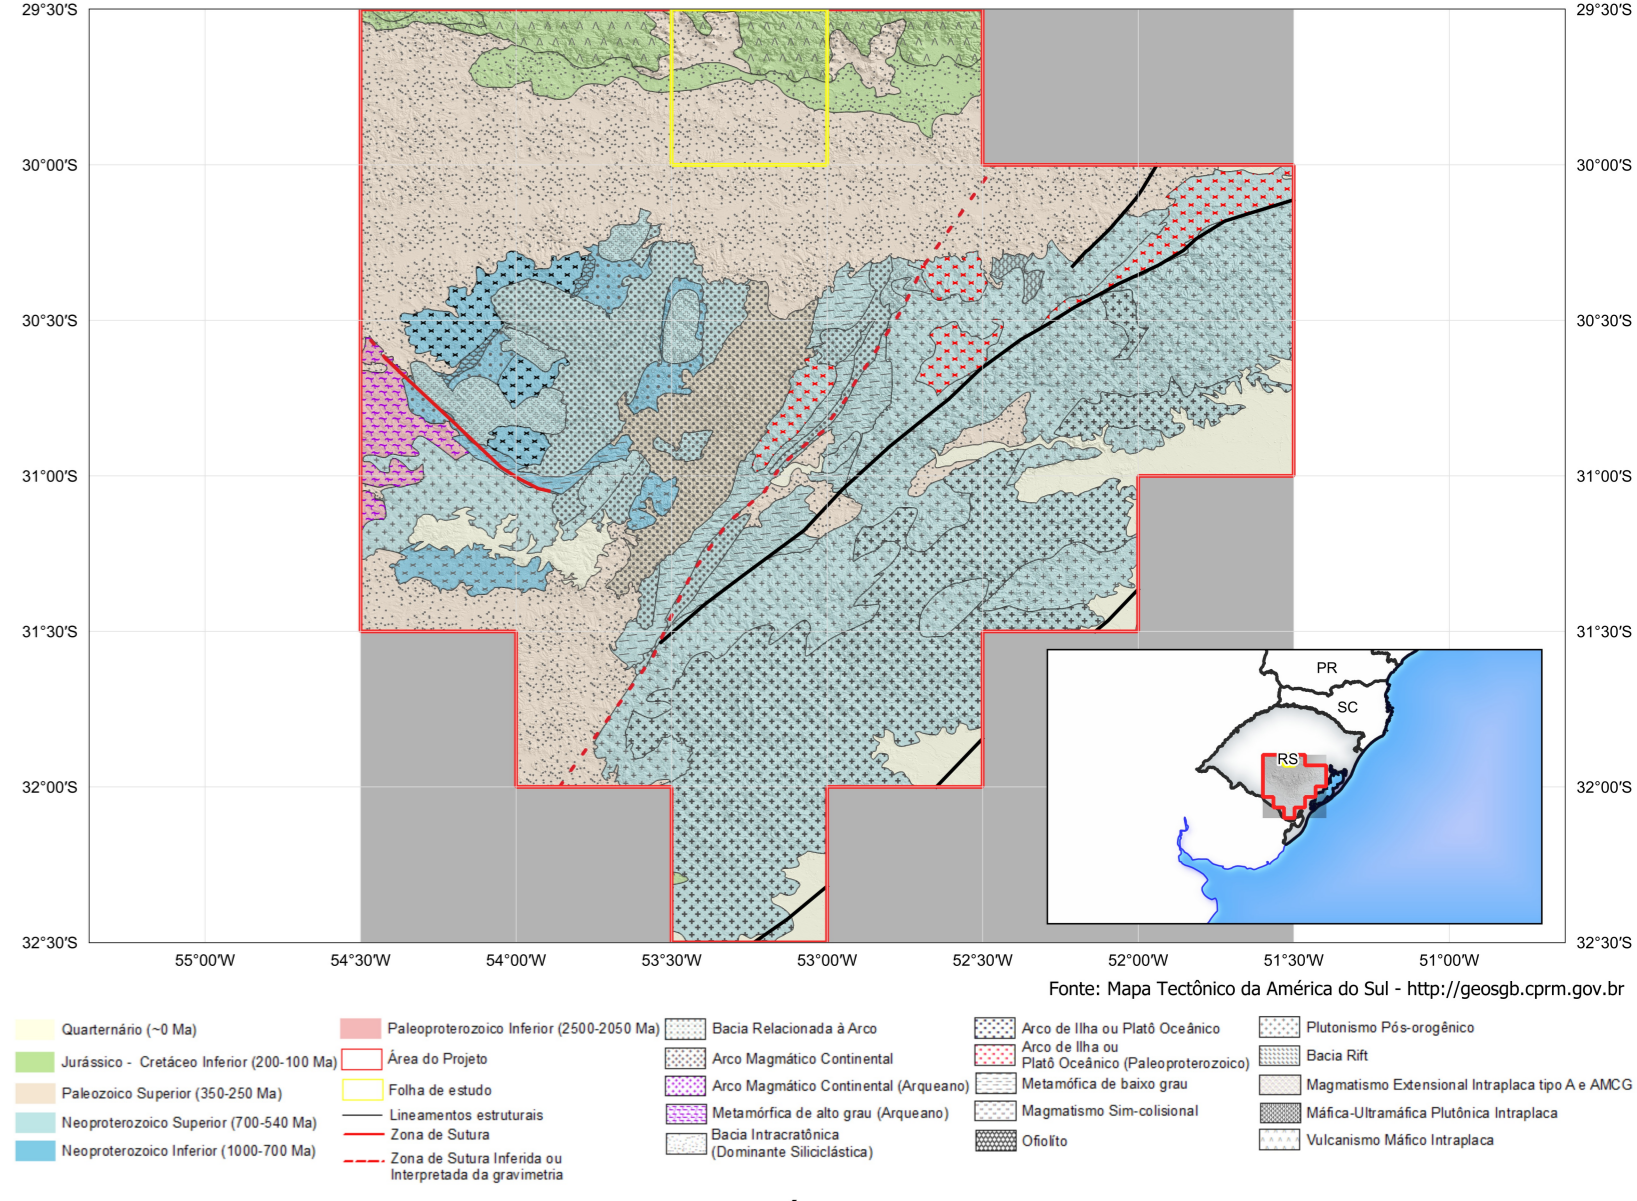 29°30'S
29°30'S
30°00'S
30°00'S
30°30'S
30°30'S
31°00'S
31°00'S
31°30'S
31°30'S
PR
SC
RS
32°00'S
32°00'S
32°30'S
32°30'S
55°00'W
54°30'W
54°00'W
53°30'W
53°00'W
52°30'W
52°00'W
51°30'W
51°00'W
Fonte: Mapa Tectônico da América do Sul - http://geosgb.cprm.gov.br
Quarternário (~0 Ma)
Jurássico - Cretáceo Inferior (200-100 Ma)
Paleozoico Superior (350-250 Ma)
Neoproterozoico Superior (700-540 Ma)
Neoproterozoico Inferior (1000-700 Ma)
Paleoproterozoico Inferior (2500-2050 Ma)
Área do Projeto
Folha de estudo
Lineamentos estruturais
Zona de Sutura
Zona de Sutura Inferida ou
Interpretada da gravimetria
Bacia Relacionada à Arco
Arco Magmático Continental
Arco Magmático Continental (Arqueano)
Metamórfica de alto grau (Arqueano)
Bacia Intracratônica
(Dominante Siliciclástica)
Arco de Ilha ou Platô Oceânico
Arco de Ilha ou
Platô Oceânico (Paleoproterozoico)
Metamófica de baixo grau
Magmatismo Sim-colisional
Ofiolíto
Plutonismo Pós-orogênico
Bacia Rift
Magmatismo Extensional Intraplaca tipo A e AMCG
Máfica-Ultramáfica Plutônica Intraplaca
Vulcanismo Máfico Intraplaca